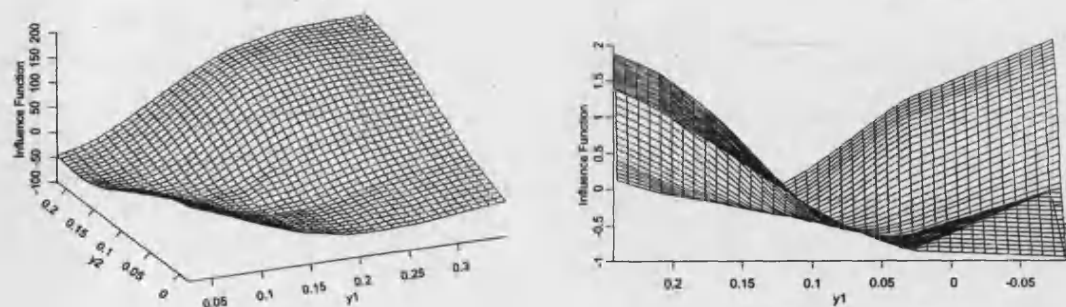 Influence Function
-100 -50 0 50 100 150 200
y2
0.2 0.15 0.1 0.05 0
0.05 0.1 0.15 0.2 0.25 0.3
y1
Influence Function
-1 -0.5 0 0.5 1 1.5 2
0.2 0.15 0.1 0.05 0 -0.05
y1